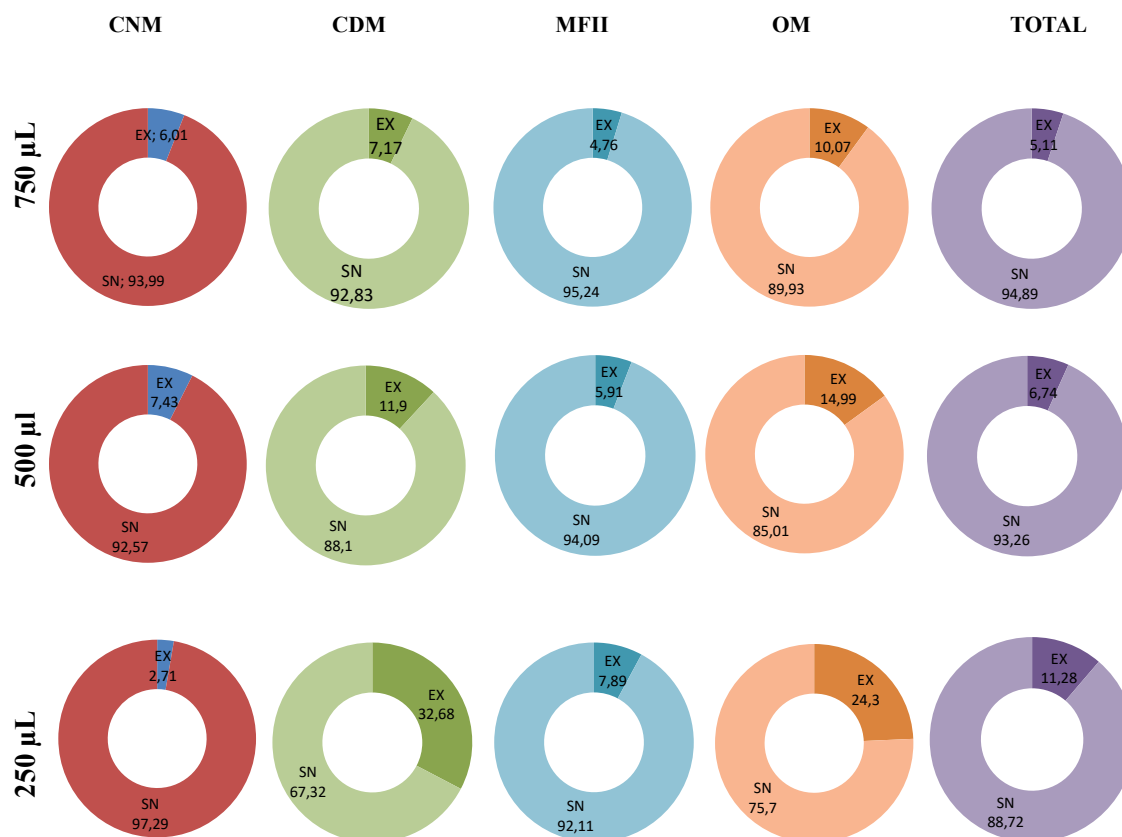 CNM CDM MFII OM TOTAL
750 µL
EX; 6,01
SN; 93,99
EX
7,17
SN
92,83
EX
4,76
SN
95,24
EX
10,07
SN
89,93
EX
5,11
SN
94,89
500 µl
EX
7,43
SN
92,57
EX
11,9
SN
88,1
EX
5,91
SN
94,09
EX
14,99
SN
85,01
EX
6,74
SN
93,26
250 µL
EX
2,71
SN
97,29
EX
32,68
SN
67,32
EX
7,89
SN
92,11
EX
24,3
SN
75,7
EX
11,28
SN
88,72